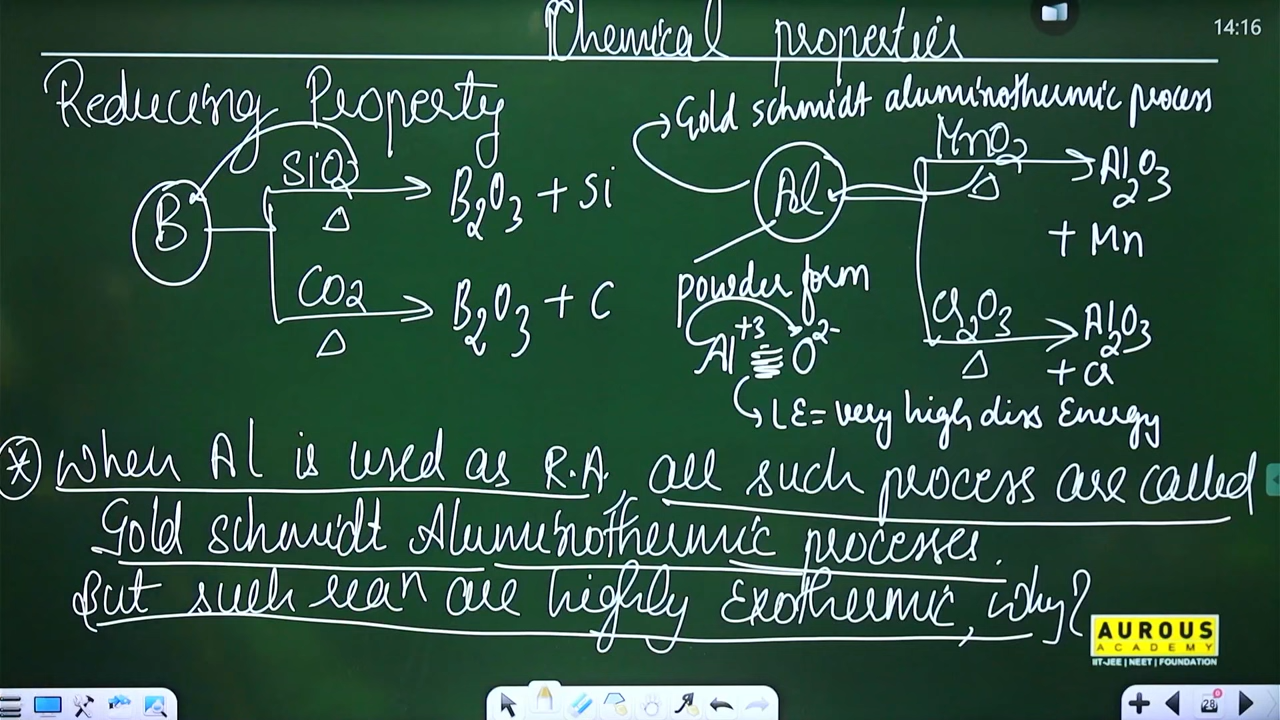 Chemical properties
14:16
Reducing Property
Gold schmidt aluminothermic process
B
SiO2
Δ
B2O3 + Si
CO2
Δ
B2O3 + C
Al
MnO2
Δ
Al2O3
+ Mn
powder form
Al+3 O2-
Cr2O3
Δ
Al2O3
+ Cr
LE = very high diss Energy
* When Al is used as R.A, all such process are called
Gold schmidt Aluminothermic processes.
But such rean are highly Exothermic, Why?
AUROUS
ACADEMY
IIT-JEE | NEET | FOUNDATION
28